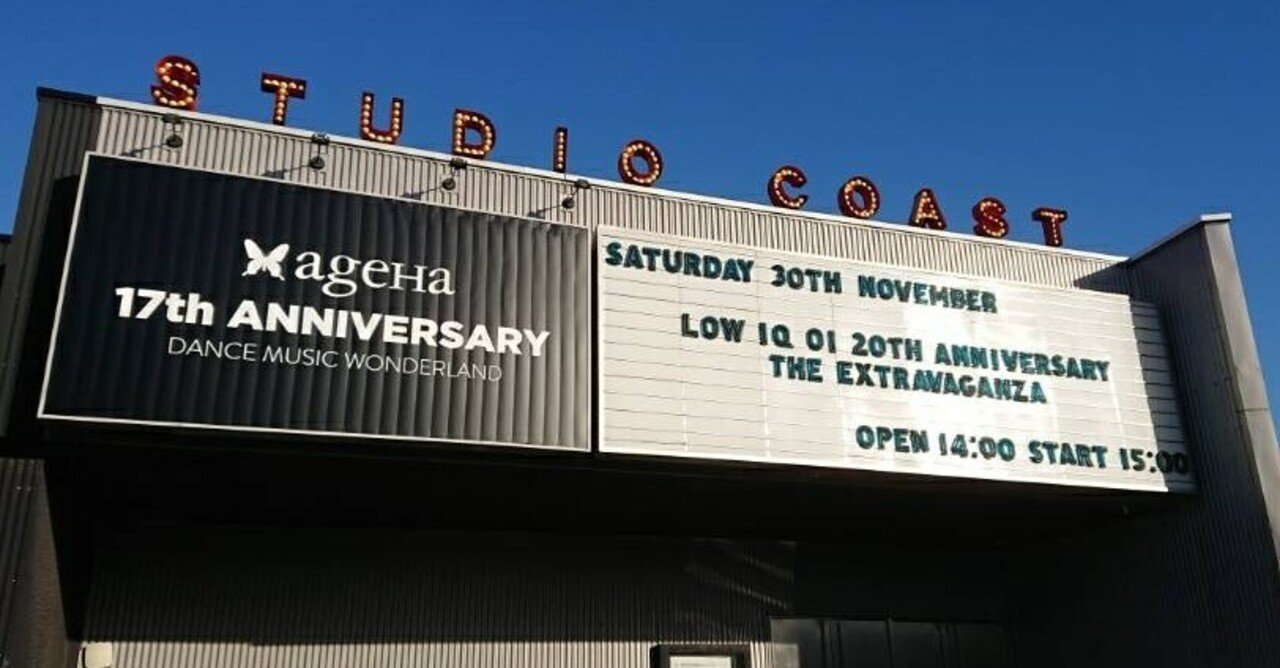 STUDIO COAST
ageHa
17th ANNIVERSARY
DANCE MUSIC WONDERLAND
SATURDAY 30TH NOVEMBER
LOW IQ 01 20TH ANNIVERSARY
THE EXTRAVAGANZA
OPEN 14:00 START 15:00